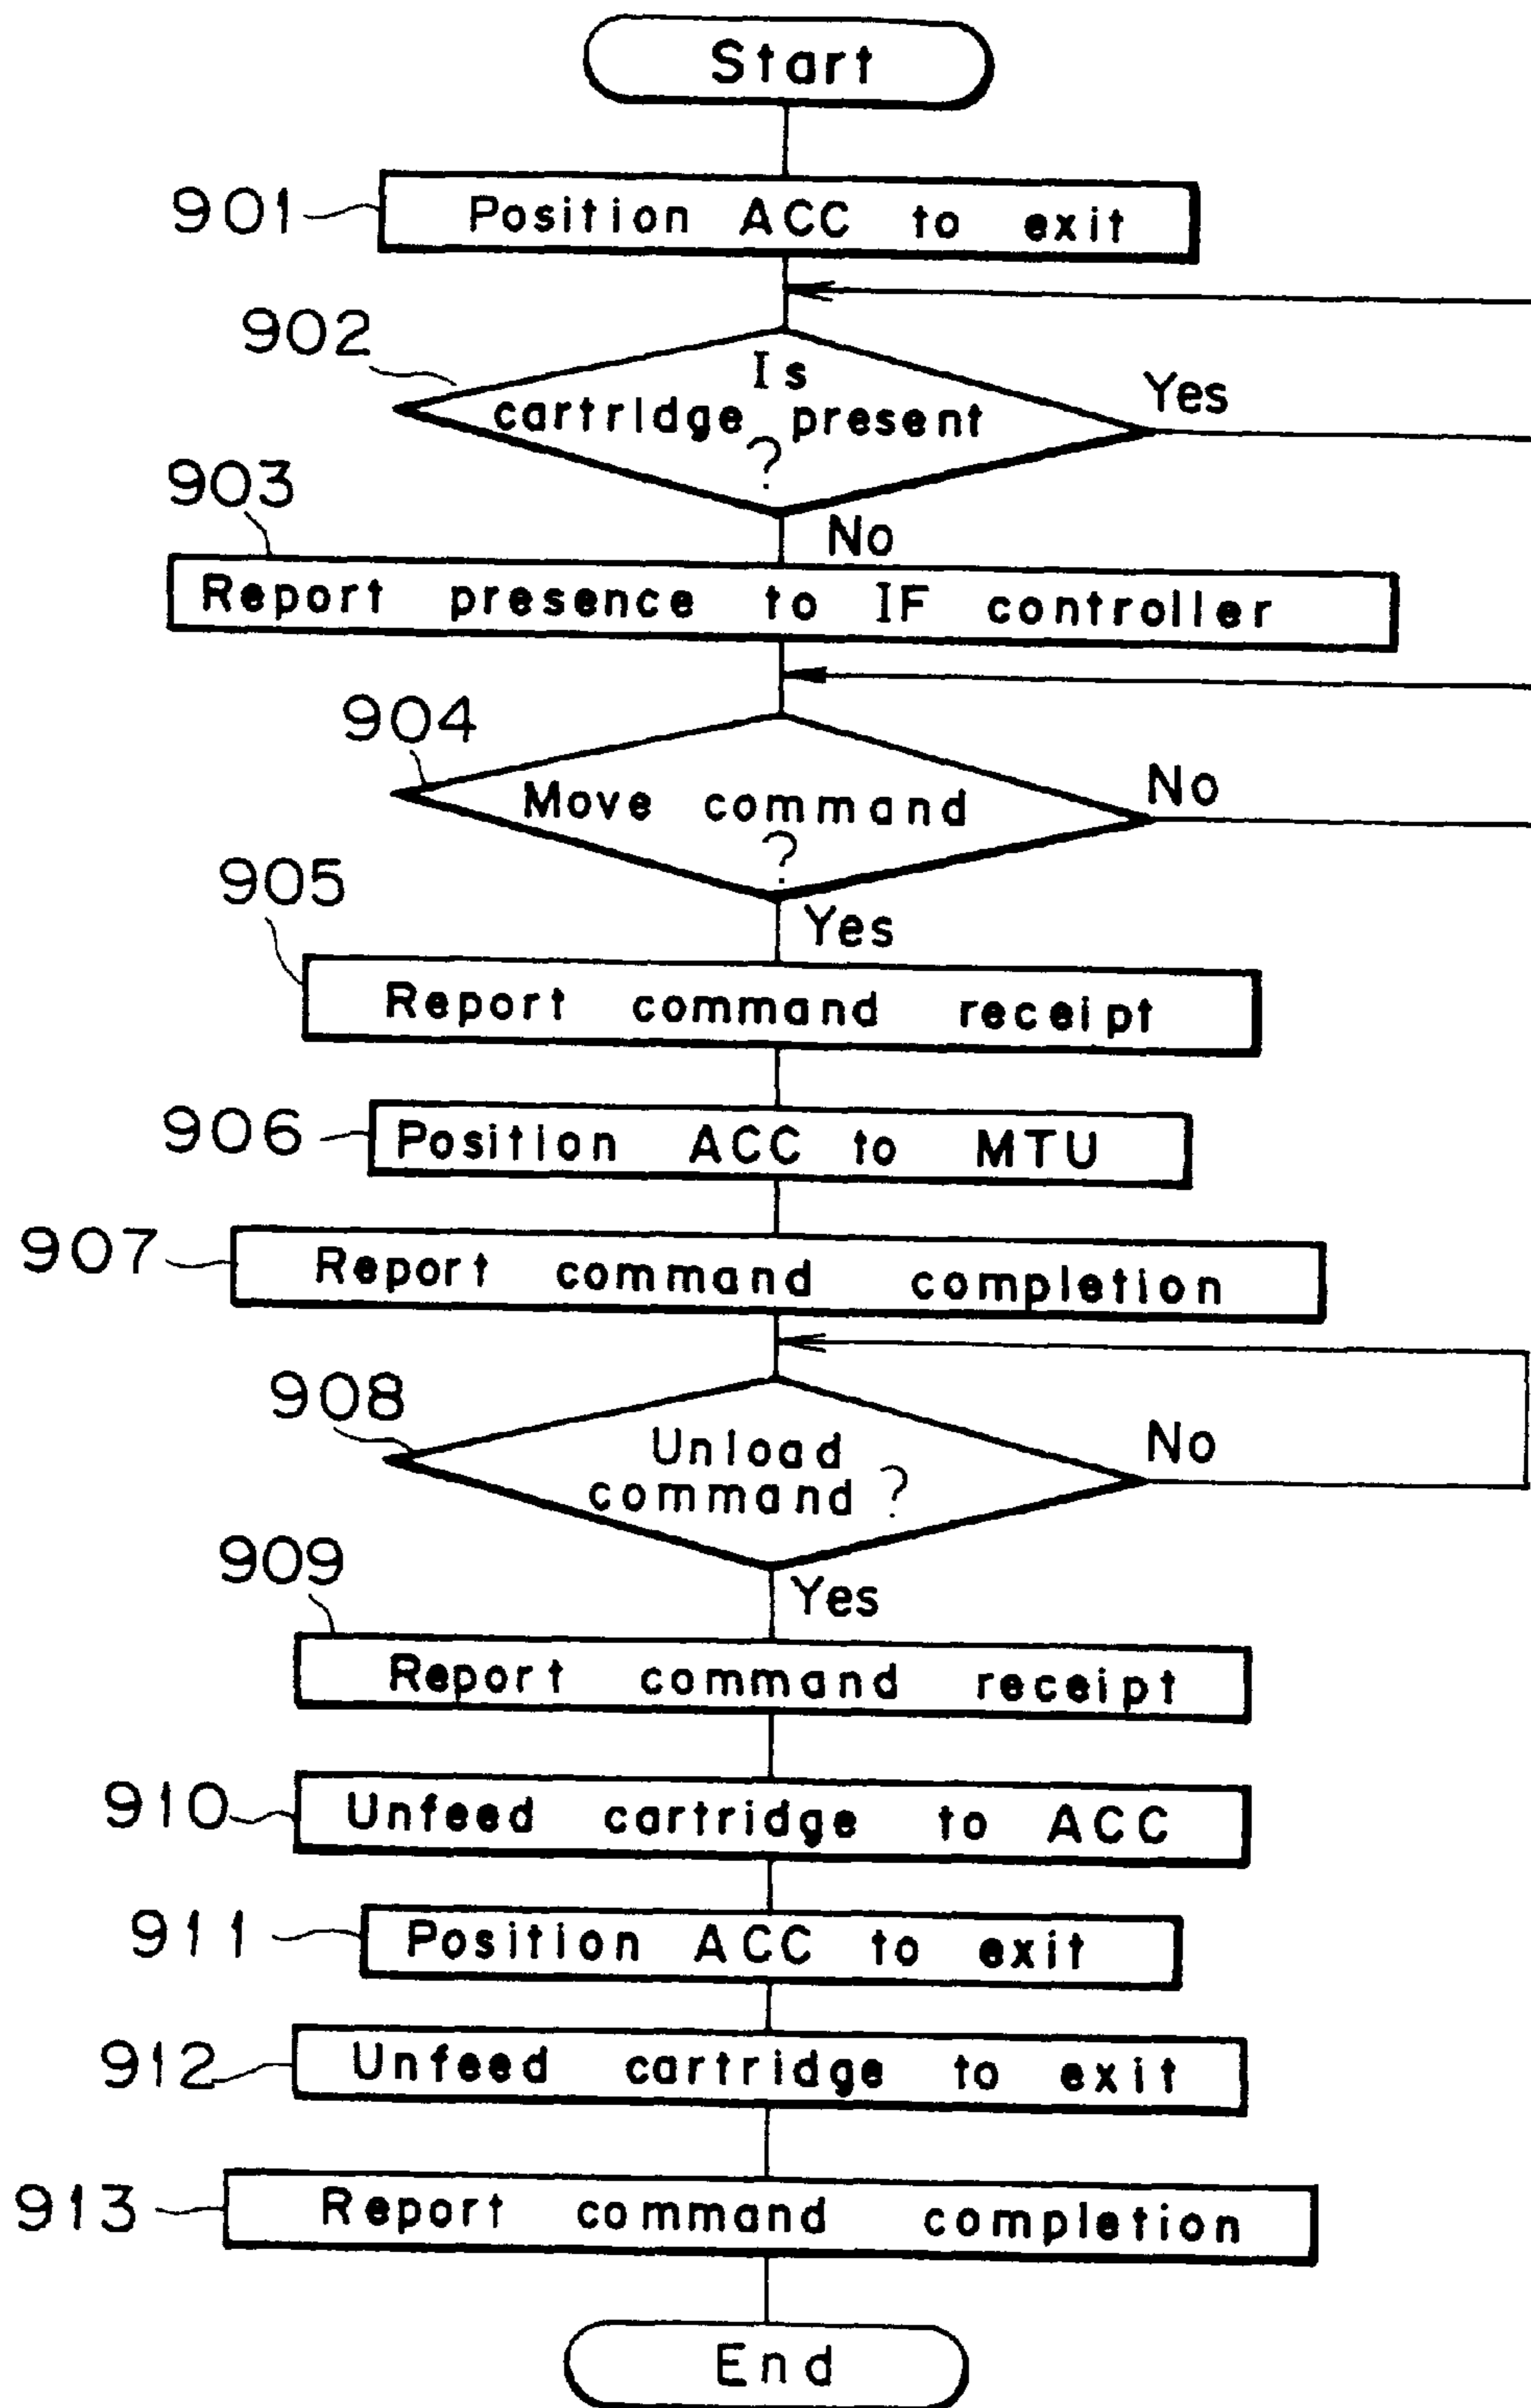 Start
901
Position ACC to exit
902
Is
cartridge present
?
Yes
No
903
Report presence to IF controller
904
Move command
?
No
Yes
905
Report command receipt
906
Position ACC to MTU
907
Report command completion
908
Unload
command ?
No
Yes
909
Report command receipt
910
Unfeed cartridge to ACC
911
Position ACC to exit
912
Unfeed cartridge to exit
913
Report command completion
End